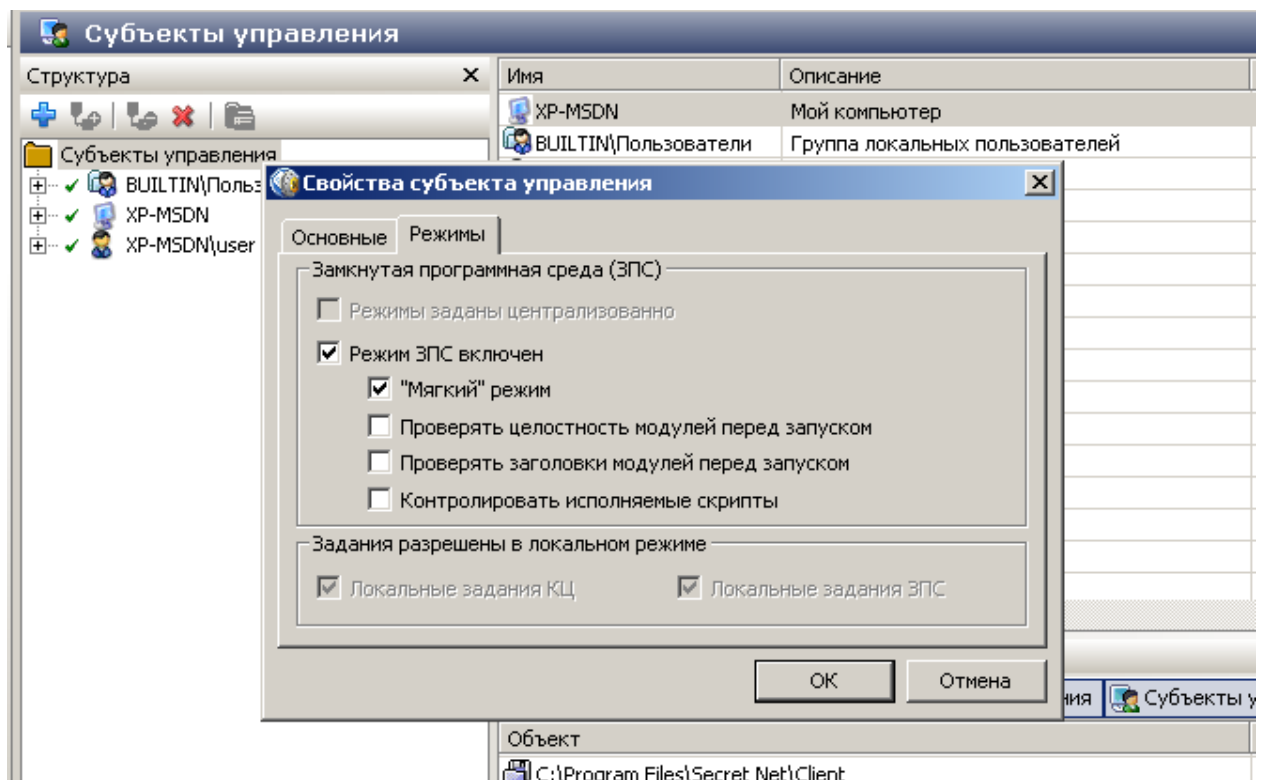 Субъекты управления
Структура
Имя Описание
XP-MSDN Мой компьютер
BUILTIN\Пользователи Группа локальных пользователей
Субъекты управления
BUILTIN\Польз
XP-MSDN
XP-MSDN\user
Свойства субъекта управления
Основные Режимы
Замкнутая программная среда (ЗПС)
Режимы заданы централизованно
Режим ЗПС включен
"Мягкий" режим
Проверять целостность модулей перед запуском
Проверять заголовки модулей перед запуском
Контролировать исполняемые скрипты
Задания разрешены в локальном режиме
Локальные задания КЦ Локальные задания ЗПС
ОК Отмена
ния Субъекты у
Объект
C:\Program Files\Secret Net\Client